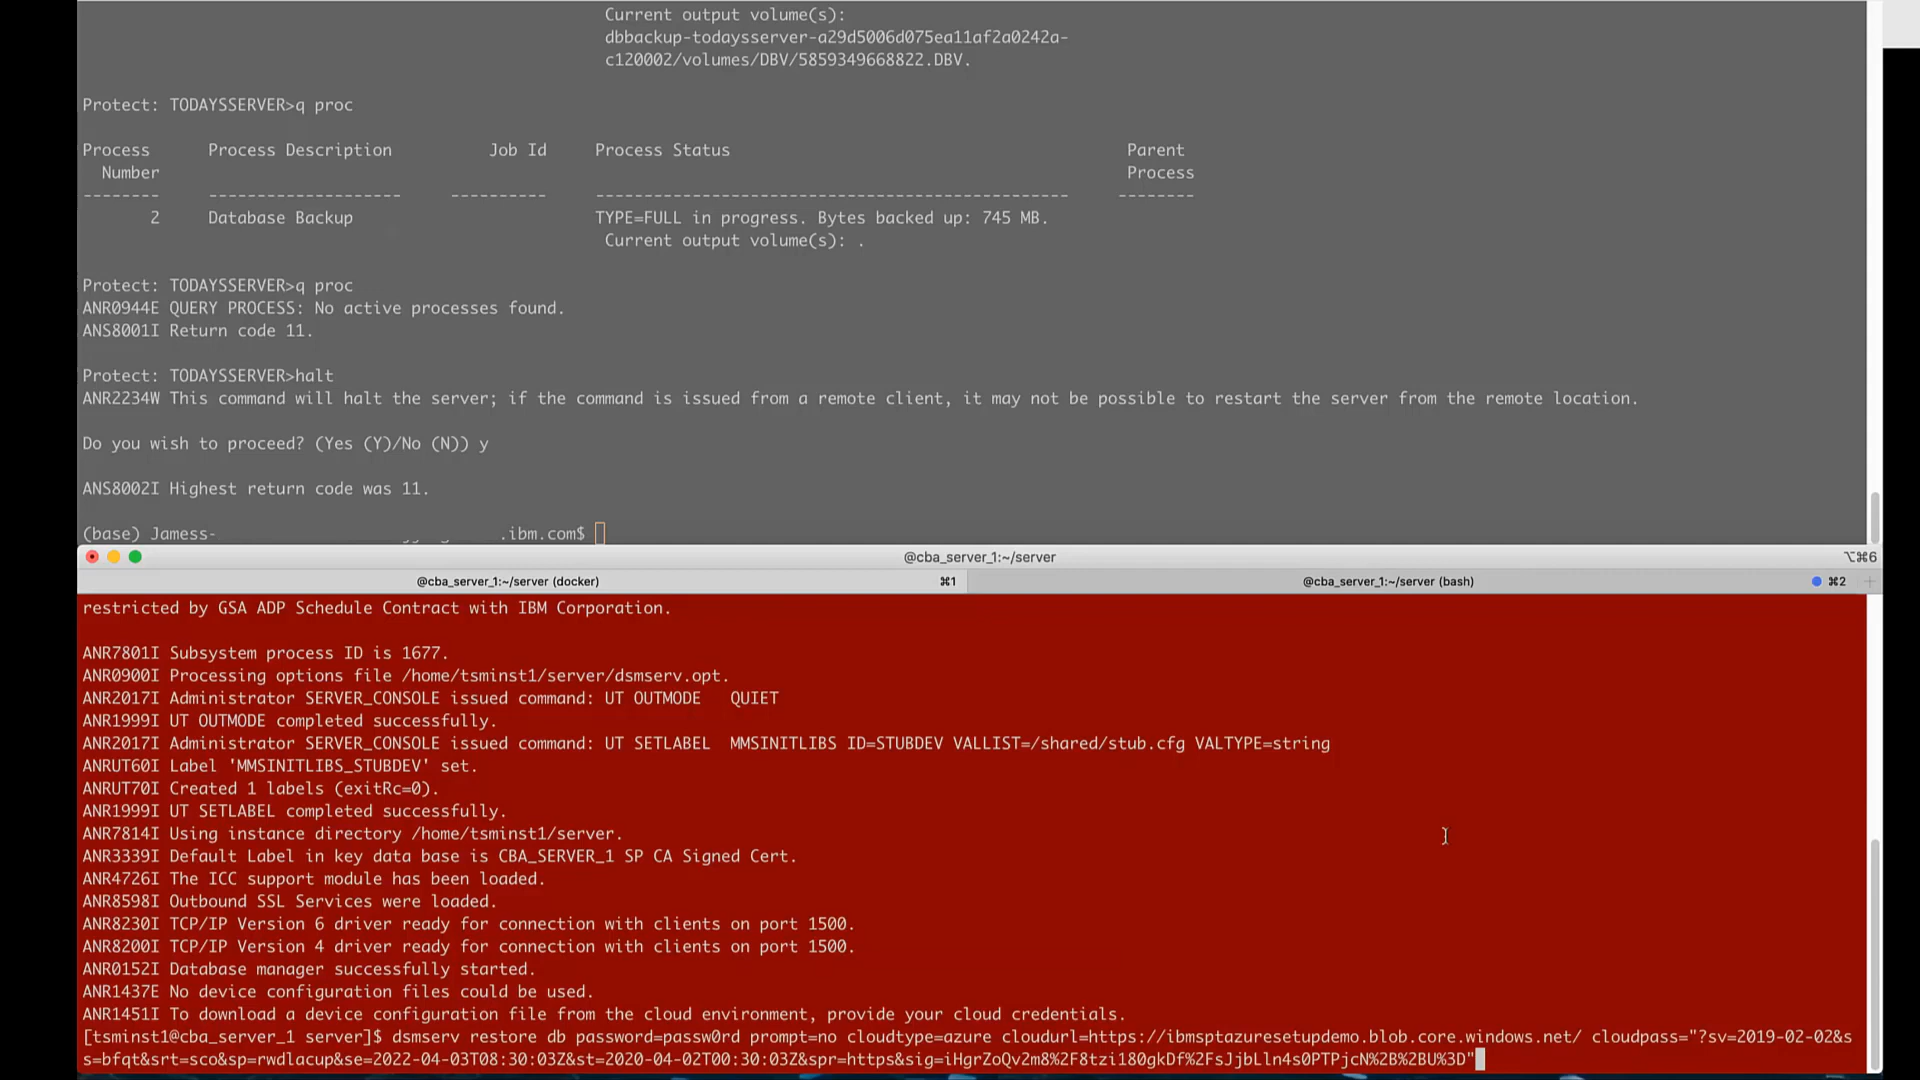 Current output volume(s):
dbbackup-todaysserver-a29d5006d075ea11af2a0242a-
c120002/volumes/DBV/5859349668822.DBV.
Protect: TODAYSSERVER>q proc
Process Process Description Job Id Process Status Parent
Number Process
-------- -------------------- ---------- ------------------------------------------------- --------
2 Database Backup TYPE=FULL in progress. Bytes backed up: 745 MB.
Current output volume(s): .
Protect: TODAYSSERVER>q proc
ANR0944E QUERY PROCESS: No active processes found.
ANS8001I Return code 11.
Protect: TODAYSSERVER>halt
ANR2234W This command will halt the server; if the command is issued from a remote client, it may not be possible to restart the server from the remote location.
Do you wish to proceed? (Yes (Y)/No (N)) y
ANS8002I Highest return code was 11.
(base) Jamess- .ibm.com$
@cba_server_1:~/server ⌥⌘6
@cba_server_1:~/server (docker) ⌘1 @cba_server_1:~/server (bash) ⌘2 +
restricted by GSA ADP Schedule Contract with IBM Corporation.
ANR7801I Subsystem process ID is 1677.
ANR0900I Processing options file /home/tsminst1/server/dsmserv.opt.
ANR2017I Administrator SERVER_CONSOLE issued command: UT OUTMODE   QUIET
ANR1999I UT OUTMODE completed successfully.
ANR2017I Administrator SERVER_CONSOLE issued command: UT SETLABEL  MMSINITLIBS ID=STUBDEV VALLIST=/shared/stub.cfg VALTYPE=string
ANRUT60I Label 'MMSINITLIBS_STUBDEV' set.
ANRUT70I Created 1 labels (exitRc=0).
ANR1999I UT SETLABEL completed successfully.
ANR7814I Using instance directory /home/tsminst1/server.
ANR3339I Default Label in key data base is CBA_SERVER_1 SP CA Signed Cert.
ANR4726I The ICC support module has been loaded.
ANR8598I Outbound SSL Services were loaded.
ANR8230I TCP/IP Version 6 driver ready for connection with clients on port 1500.
ANR8200I TCP/IP Version 4 driver ready for connection with clients on port 1500.
ANR0152I Database manager successfully started.
ANR1437E No device configuration files could be used.
ANR1451I To download a device configuration file from the cloud environment, provide your cloud credentials.
[tsminst1@cba_server_1 server]$ dsmserv restore db password=passw0rd prompt=no cloudtype=azure cloudurl=https://ibmsptazuresetupdemo.blob.core.windows.net/ cloudpass="?sv=2019-02-02&s
s=bfqt&srt=sco&sp=rwdlacup&se=2022-04-03T08:30:03Z&st=2020-04-02T00:30:03Z&spr=https&sig=iHgrZoQv2m8%2F8tzi180gkDf%2FsJjbLln4s0PTPjcN%2B%2BU%3D"